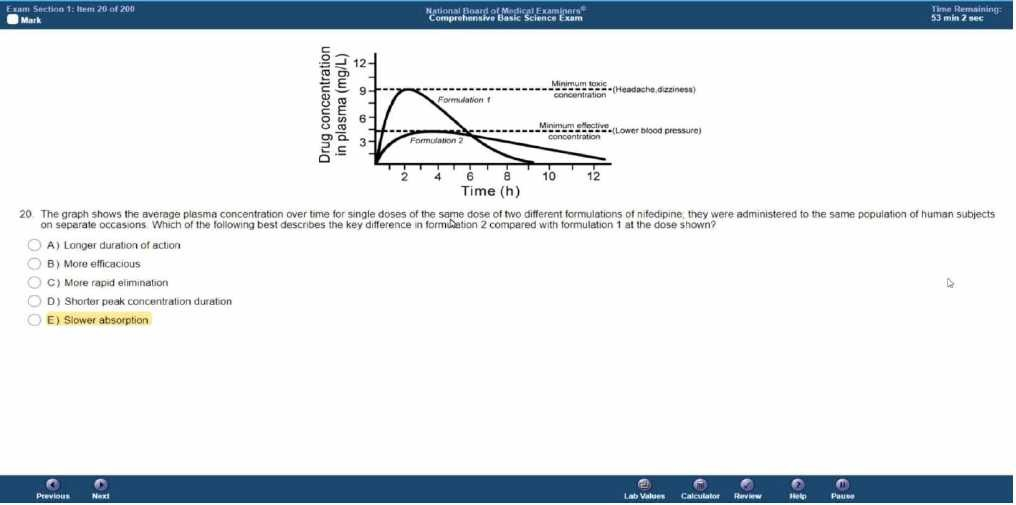 Exam Section 1: Item 20 of 200
National Board of Medical Examiners®
Time Remaining:
Mark
Comprehensive Basic Science Exam
53 min 2 sec
Drug concentration
in plasma (mg/L)
12
9
6
3
Minimum toxic
concentration
(Headache, dizziness)
Formulation 1
Minimum effective
concentration
(Lower blood pressure)
Formulation 2
2 4 6 8 10 12
Time (h)
20. The graph shows the average plasma concentration over time for single doses of the same dose of two different formulations of nifedipine; they were administered to the same population of human subjects
on separate occasions. Which of the following best describes the key difference in formulation 2 compared with formulation 1 at the dose shown?
A) Longer duration of action
B) More efficacious
C) More rapid elimination
D) Shorter peak concentration duration
E) Slower absorption
Previous Next Lab Values Calculator Review Help Pause